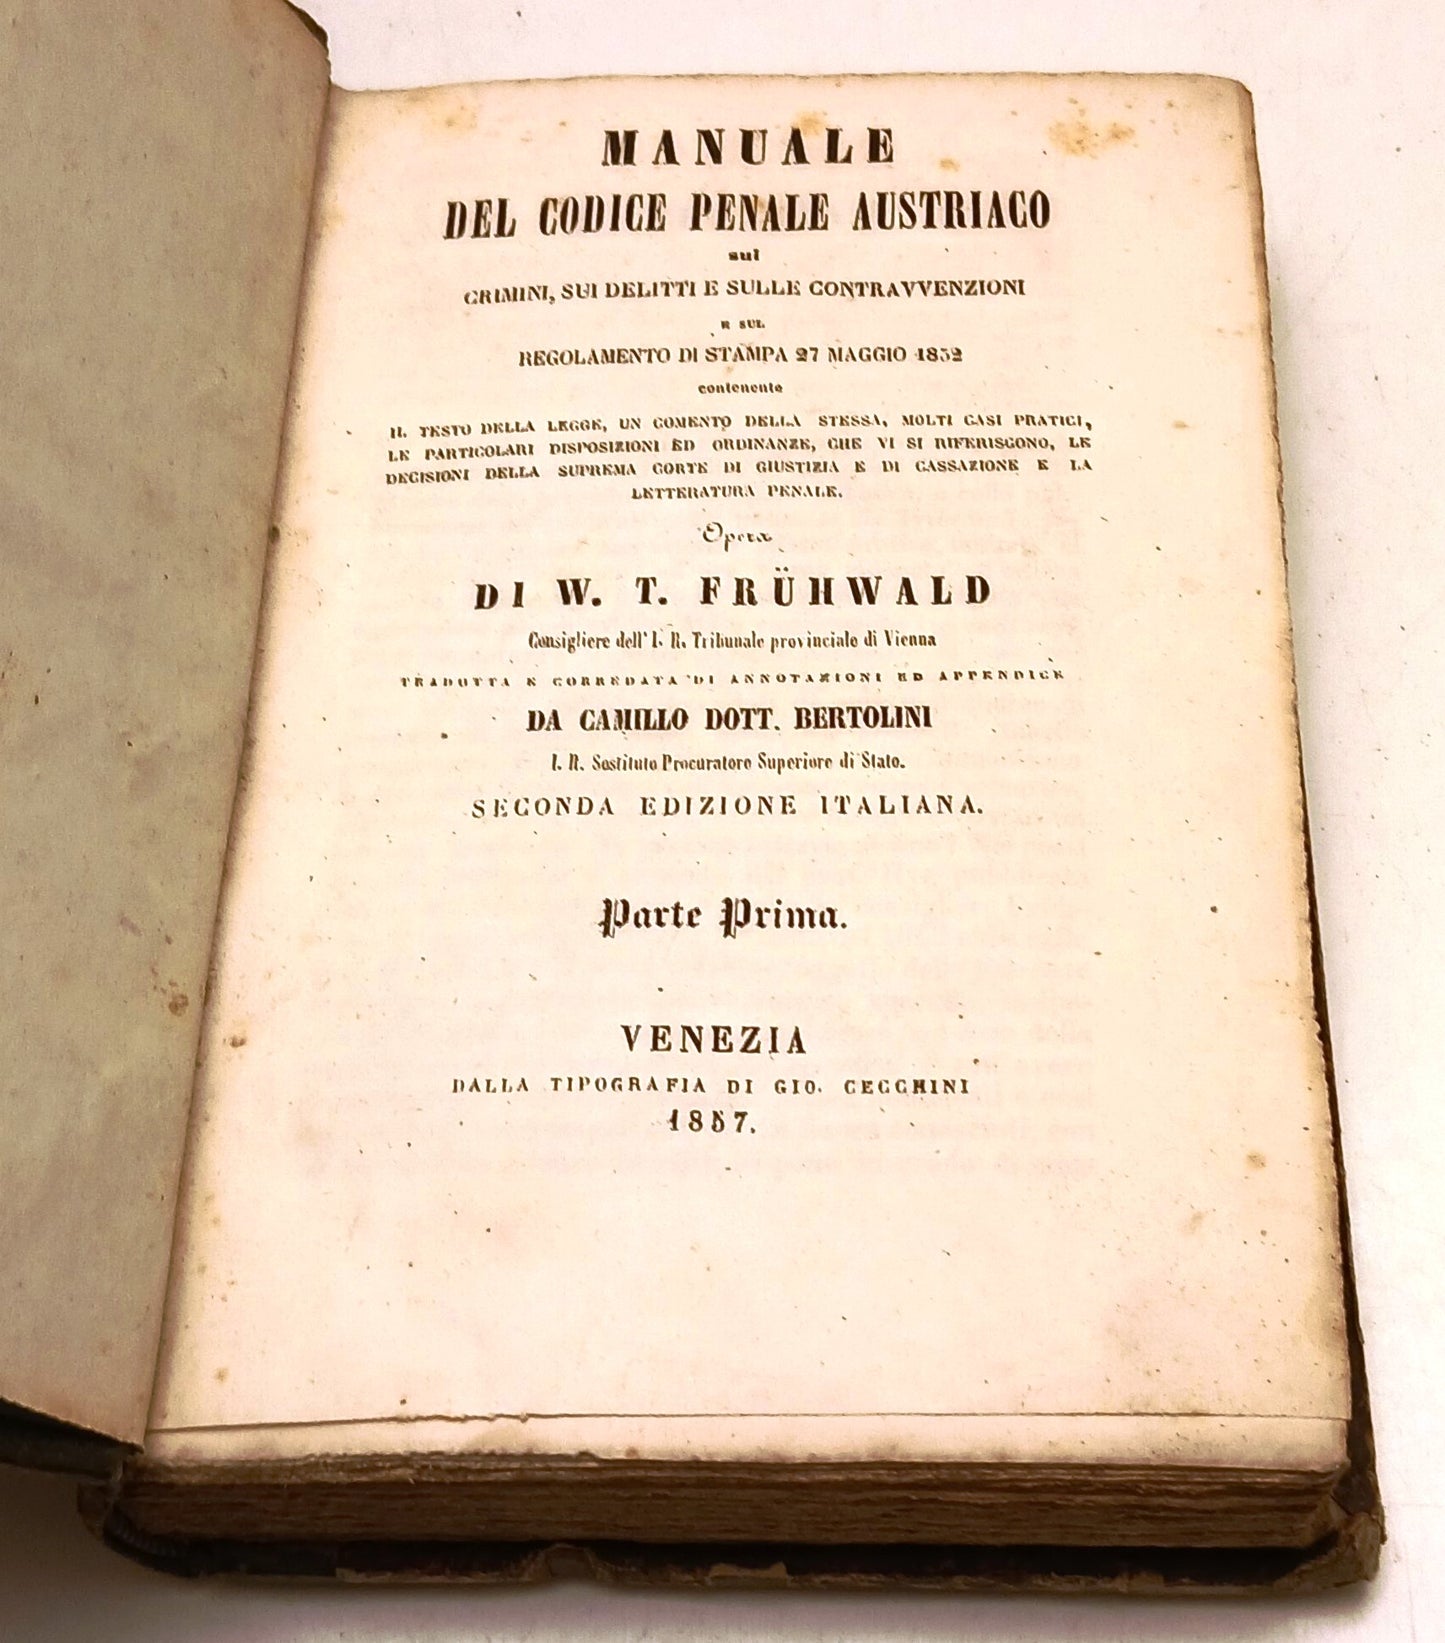 MANUALE
DEL CODICE PENALE AUSTRIACO
sui
CRIMINI, SUI DELITTI E SULLE CONTRAVVENZIONI
E SUL
REGOLAMENTO DI STAMPA 27 MAGGIO 1852
contenente
IL TESTO DELLA LEGGE, UN COMENTO DELLA STESSA, MOLTI CASI PRATICI,
LE PARTICOLARI DISPOSIZIONI ED ORDINANZE, CHE VI SI RIFERISCONO, LE
DECISIONI DELLA SUPREMA CORTE DI GIUSTIZIA E DI CASSAZIONE E LA
LETTERATURA PENALE.
Opera
DI W. T. FRÜHWALD
Consigliere dell' I. R. Tribunale provinciale di Vienna
TRADOTTA E CORREDATA DI ANNOTAZIONI ED APPENDICE
DA CAMILLO DOTT. BERTOLINI
I. R. Sostituto Procuratore Superiore di Stato.
SECONDA EDIZIONE ITALIANA.
Parte Prima.
VENEZIA
DALLA TIPOGRAFIA DI GIO. CECCHINI
1857.